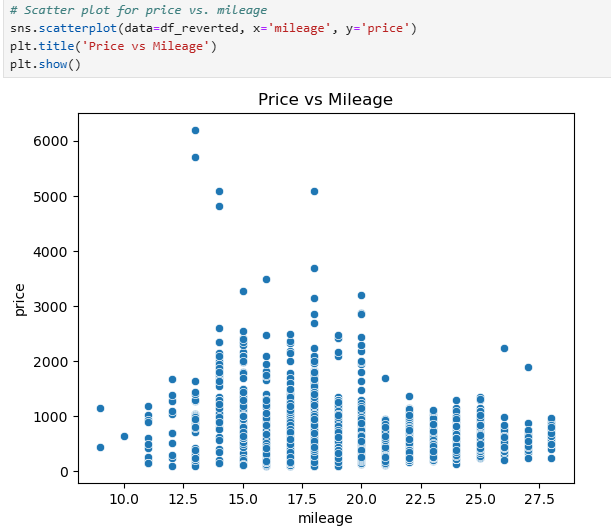 # Scatter plot for price vs. mileage
sns.scatterplot(data=df_reverted, x='mileage', y='price')
plt.title('Price vs Mileage')
plt.show()
Price vs Mileage
6000
5000
4000
3000
2000
1000
0
price
10.0 12.5 15.0 17.5 20.0 22.5 25.0 27.5
mileage